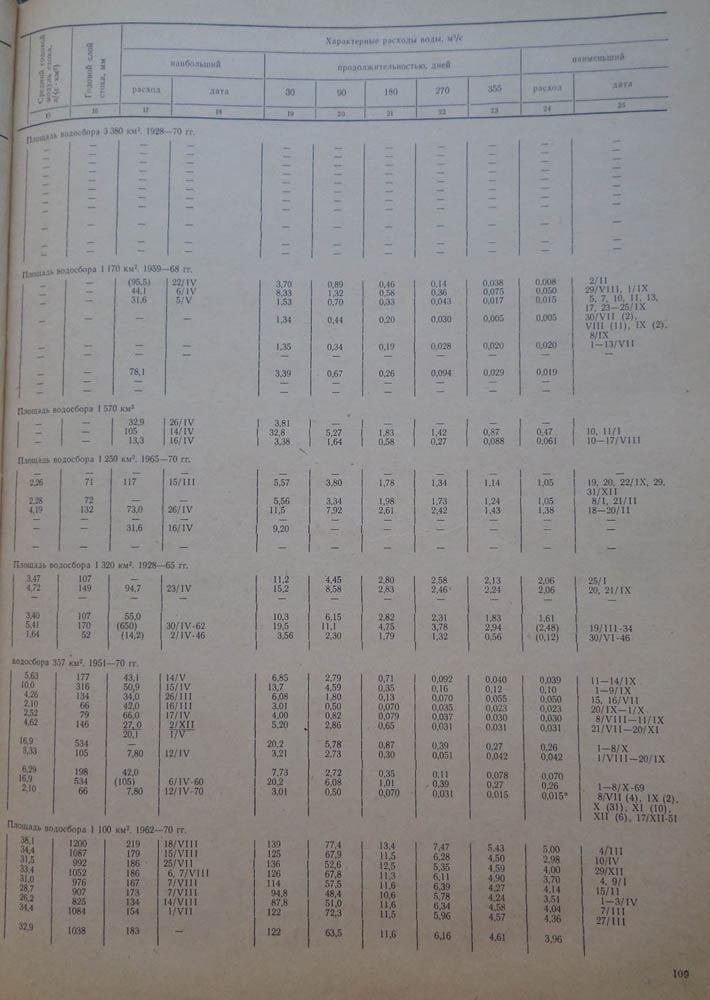 Средний годовой модуль стока, л/(с·км²) Годовой слой стока, мм Характерные расходы воды, м³/с
наибольший продолжительностью, дней наименьший
расход дата 30 90 180 270 355 расход дата
15 16 17 18 19 20 21 22 23 24 25
Площадь водосбора 3 380 км². 1928—70 гг.
— — — — — — — — — — —
— — — — — — — — — — —
— — — — — — — — — — —
— — — — — — — — — — —
— — — — — — — — — — —
— — — — — — — — — — —
— — — — — — — — — — —
— — — — — — — — — — —
— — — — — — — — — — —
— — — — — — — — — — —
Площадь водосбора 1 170 км². 1959—68 гг.
— — (95,5) 22/IV 3,70 0,89 0,46 0,14 0,038 0,008 2/II
— — 44,1 6/IV 8,33 1,32 0,58 0,36 0,075 0,050 29/VIII, 1/IX
— — 31,6 5/V 1,53 0,70 0,33 0,043 0,017 0,015 5, 7, 10, 11, 13,
17, 23—25/IX
— — — — 1,34 0,44 0,20 0,030 0,005 0,005 30/VII (2),
VIII (11), IX (2),
8/IX
— — — — 1,35 0,34 0,19 0,028 0,020 0,020 1—13/VII
— — — — — — — — — — —
— — 78,1 3,39 0,67 0,26 0,094 0,029 0,019
— — — — — — — — —
— — — — — — — — —
Площадь водосбора 1 570 км²
— — 32,9 26/IV 3,81 — — — — — —
— — 105 14/IV 32,8 5,27 1,83 1,42 0,87 0,47 10, 11/I
— — 13,3 16/IV 3,38 1,64 0,58 0,27 0,088 0,061 10—17/VIII
Площадь водосбора 1 250 км². 1965—70 гг.
— — — — — — — — — — —
2,26 71 117 15/III 5,57 3,80 1,78 1,34 1,14 1,05 19, 20, 22/IX, 29,
31/XII
2,28 72 — — 5,56 3,34 1,98 1,73 1,24 1,05 8/I, 21/II
4,19 132 73,0 26/IV 11,5 7,92 2,61 2,42 1,43 1,38 18—20/II
— — — — — — — — — — —
— — 31,6 16/IV 9,20 — — — — — —
— — — — — — — — — — —
Площадь водосбора 1 320 км². 1928—65 гг.
3,47 107 — 11,2 4,45 2,80 2,58 2,13 2,06 25/I
4,72 149 94,7 23/IV 15,2 8,58 2,83 2,46 2,24 2,06 20, 21/IX
— — — — — — — — — — —
3,40 107 55,0 10,3 6,15 2,82 2,31 1,83 1,61
5,41 170 (650) 30/IV-62 19,5 11,1 4,75 3,78 2,94 (2,48) 19/III-34
1,64 52 (14,2) 2/IV-46 3,56 2,30 1,79 1,32 0,56 (0,12) 30/VI-46
водосбора 357 км². 1951—70 гг.
5,63 177 43,1 14/V 6,85 2,79 0,71 0,092 0,040 0,039 11—14/IX
10,0 316 50,9 15/IV 13,7 4,59 0,35 0,16 0,12 0,10 1—9/IX
4,26 134 34,0 26/III 6,08 1,80 0,13 0,070 0,055 0,050 15, 16/VII
2,10 66 42,0 16/III 3,01 0,50 0,070 0,035 0,023 0,023 20/IX—1/X
2,52 79 66,0 17/IV 4,00 0,82 0,079 0,037 0,030 0,030 8/VIII—11/IX
4,62 146 27,0 2/XII 5,20 2,86 0,65 0,031 0,031 0,031 21/VII—20/XI
20,1 1/V
16,9 534 — 20,2 5,78 0,87 0,39 0,27 0,26 1—8/X
3,33 105 7,80 12/IV 3,21 2,73 0,30 0,051 0,042 0,042 1/VIII—20/IX
6,29 198 42,0 7,73 2,72 0,35 0,11 0,078 0,070
16,9 534 (105) 6/IV-60 20,2 6,08 1,01 0,39 0,27 0,26 1—8/X-69
2,10 66 7,80 12/IV-70 3,01 0,50 0,070 0,031 0,015 0,015* 8/VII (4), IX (2),
X (31), XI (10),
XII (6), 17/XII-51
Площадь водосбора 1 100 км². 1962—70 гг.
38,1 1200 219 18/VIII 139 77,4 13,4 7,47 5,43 5,00 4/III
34,4 1087 179 15/VIII 125 67,9 11,5 6,28 4,50 2,98 10/IV
31,5 992 186 25/VII 136 52,6 12,5 5,35 4,59 4,00 29/XII
33,4 1052 186 6, 7/VIII 126 67,8 11,3 6,11 4,90 3,70 4, 9/I
31,0 976 167 7/VIII 114 57,5 11,6 6,39 4,27 4,14 15/II
28,7 907 173 7/VIII 94,8 48,4 10,6 5,78 4,24 3,51 1—3/IV
26,2 825 134 14/VIII 87,8 51,0 11,6 6,34 4,58 4,04 7/III
34,4 1084 154 1/VII 122 72,3 11,5 5,96 4,57 4,36 27/III
32,9 1038 183 — 122 63,5 11,6 6,16 4,61 3,96
109